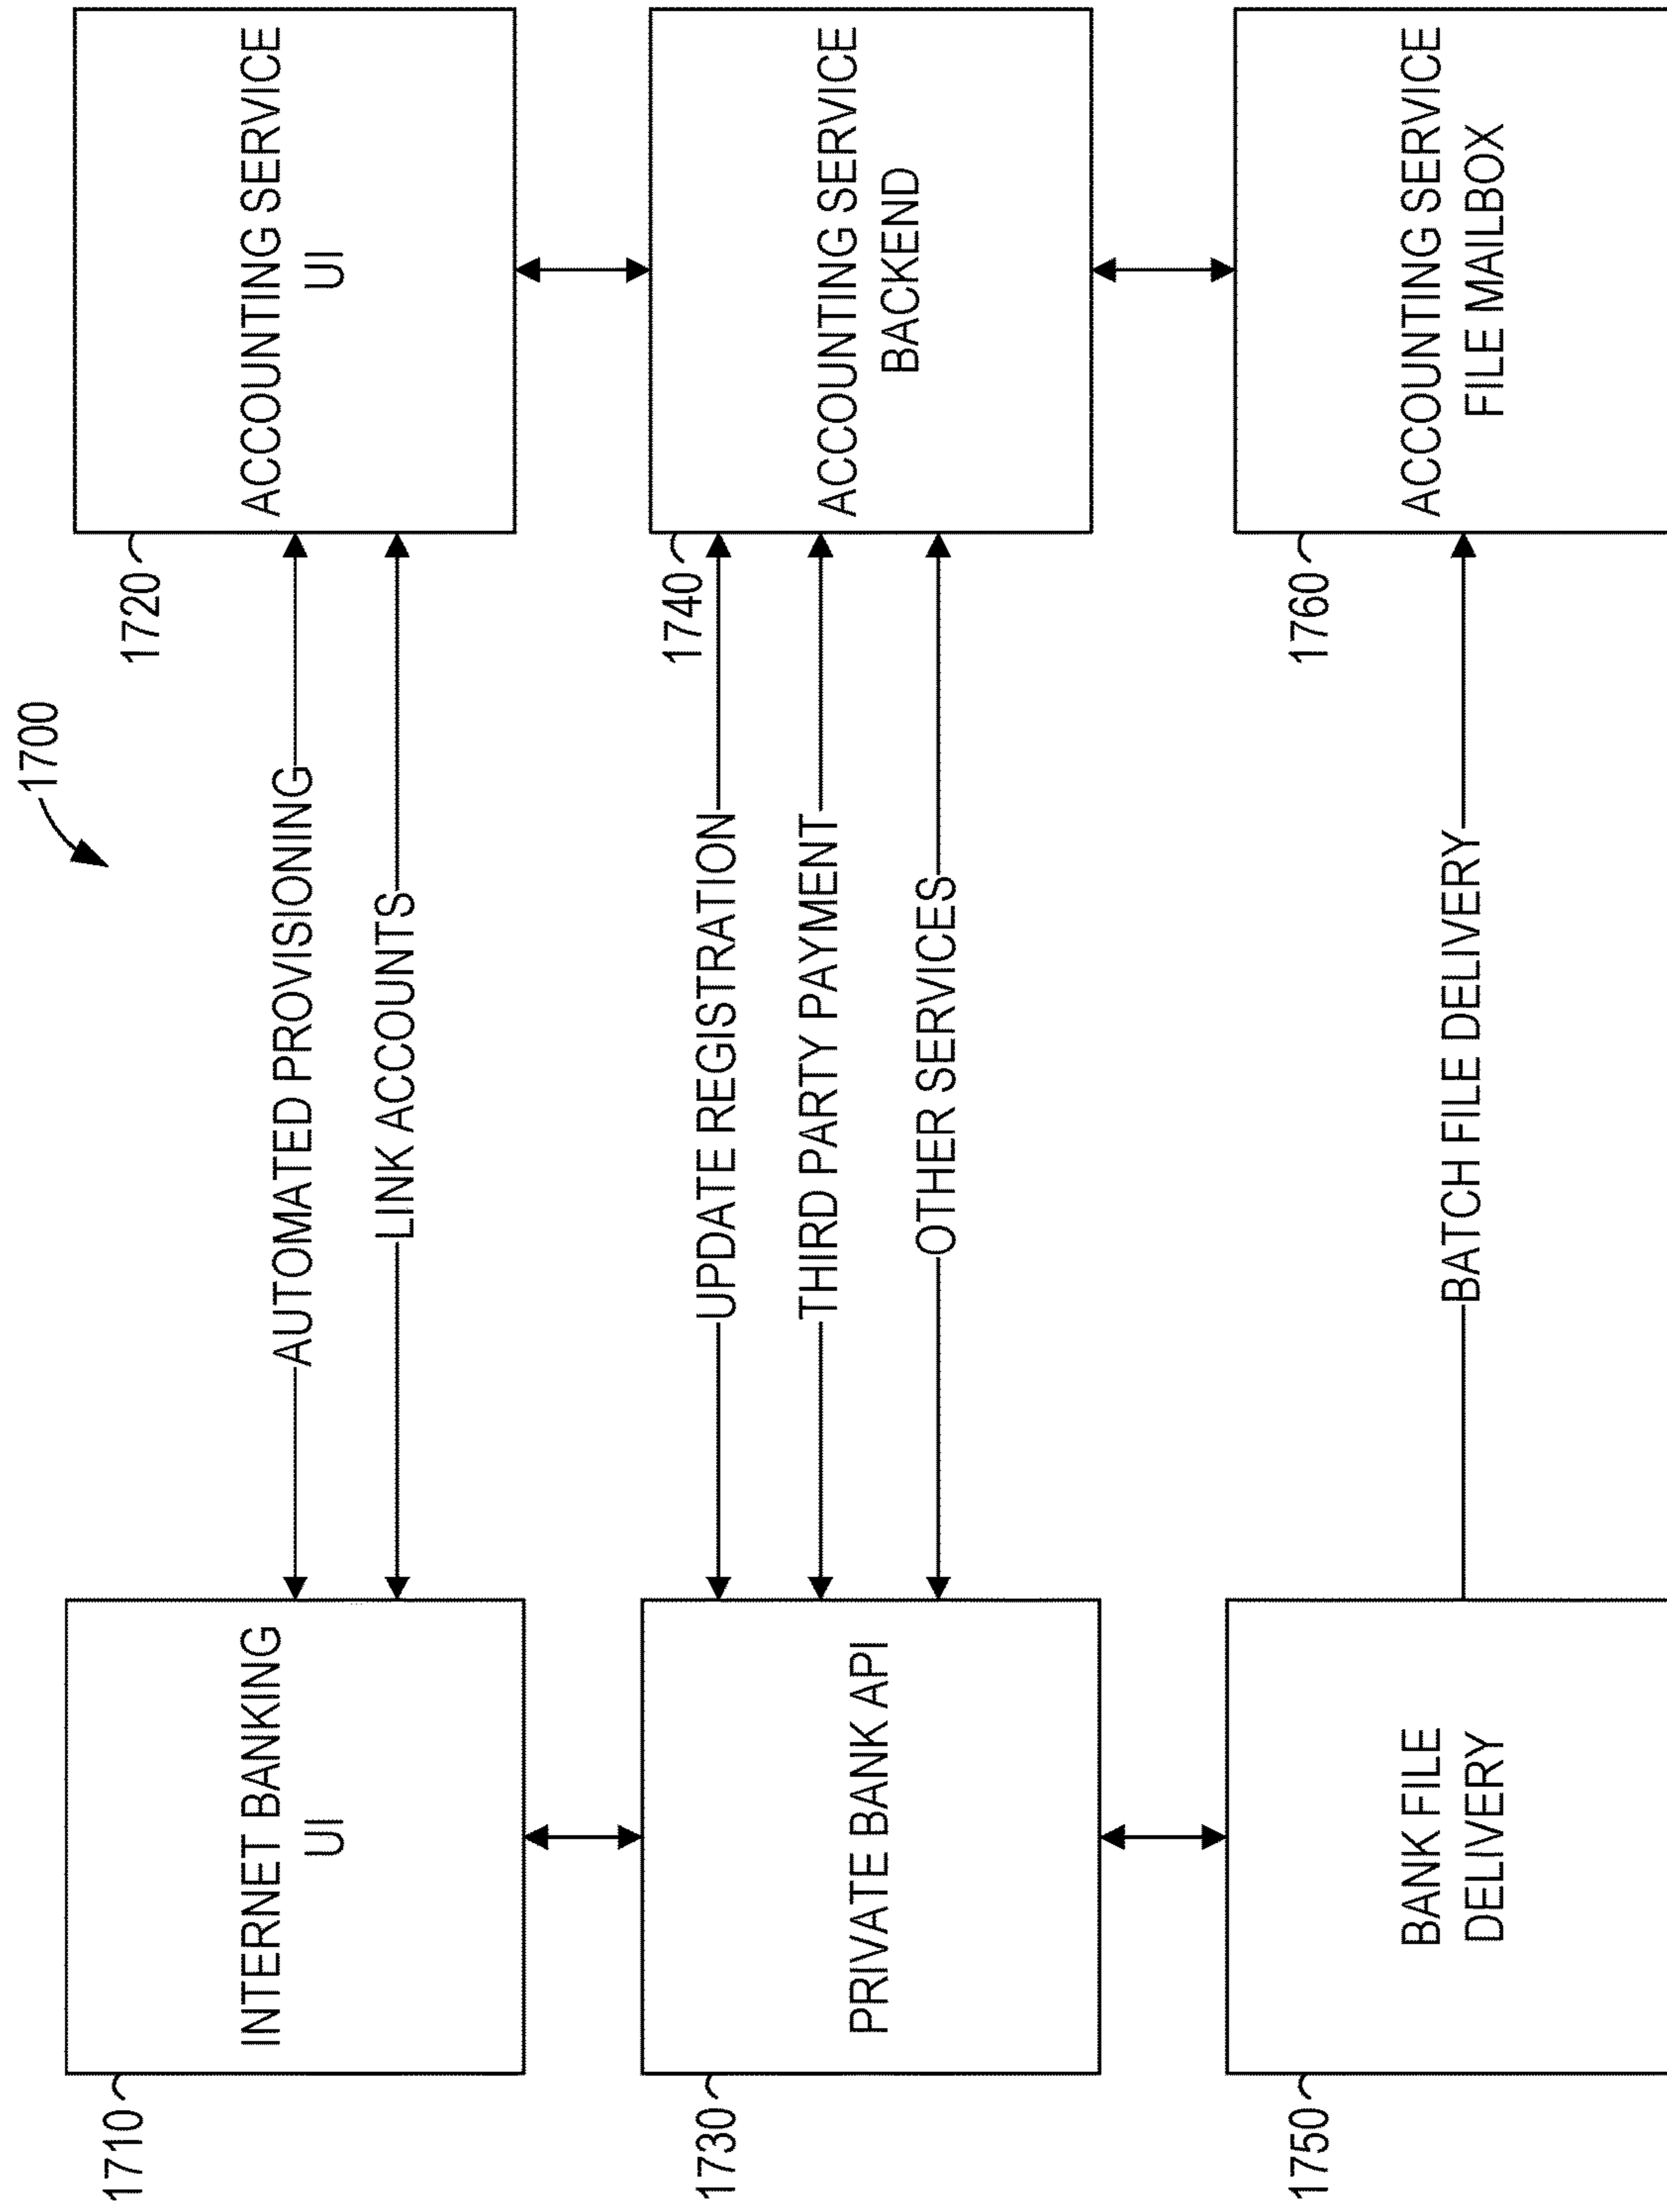 1700
1710
INTERNET BANKING
UI
AUTOMATED PROVISIONING
LINK ACCOUNTS
1720
ACCOUNTING SERVICE
UI
1730
PRIVATE BANK API
UPDATE REGISTRATION
THIRD PARTY PAYMENT
OTHER SERVICES
1740
ACCOUNTING SERVICE
BACKEND
1750
BANK FILE
DELIVERY
BATCH FILE DELIVERY
1760
ACCOUNTING SERVICE
FILE MAILBOX